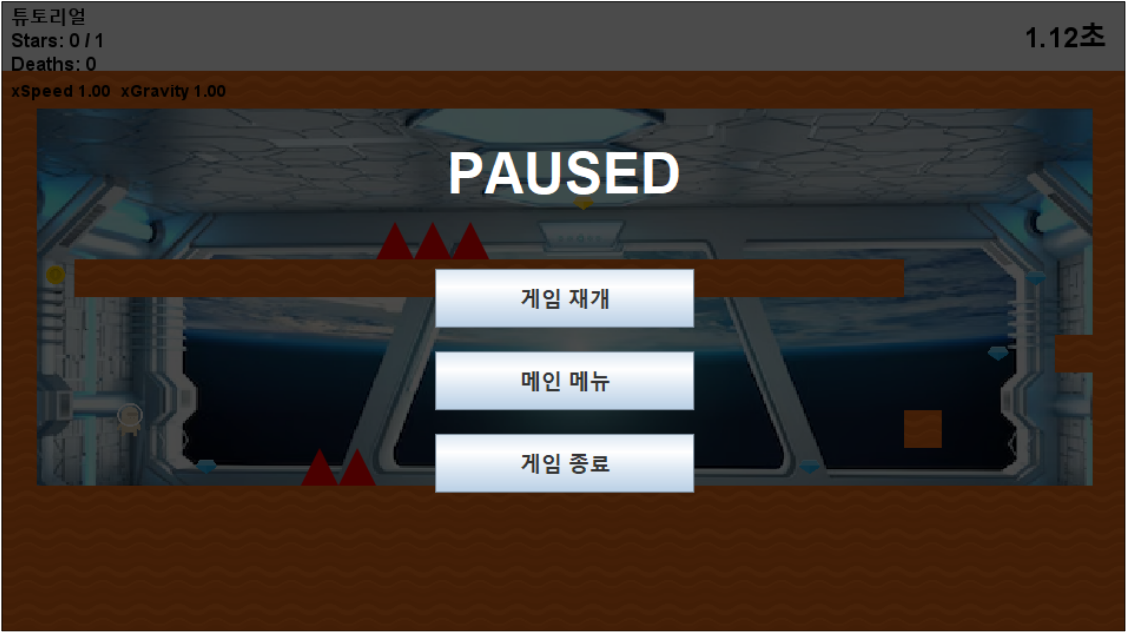 튜토리얼
Stars: 0 / 1
Deaths: 0
1.12초
xSpeed 1.00 xGravity 1.00
PAUSED
게임 재개
메인 메뉴
게임 종료